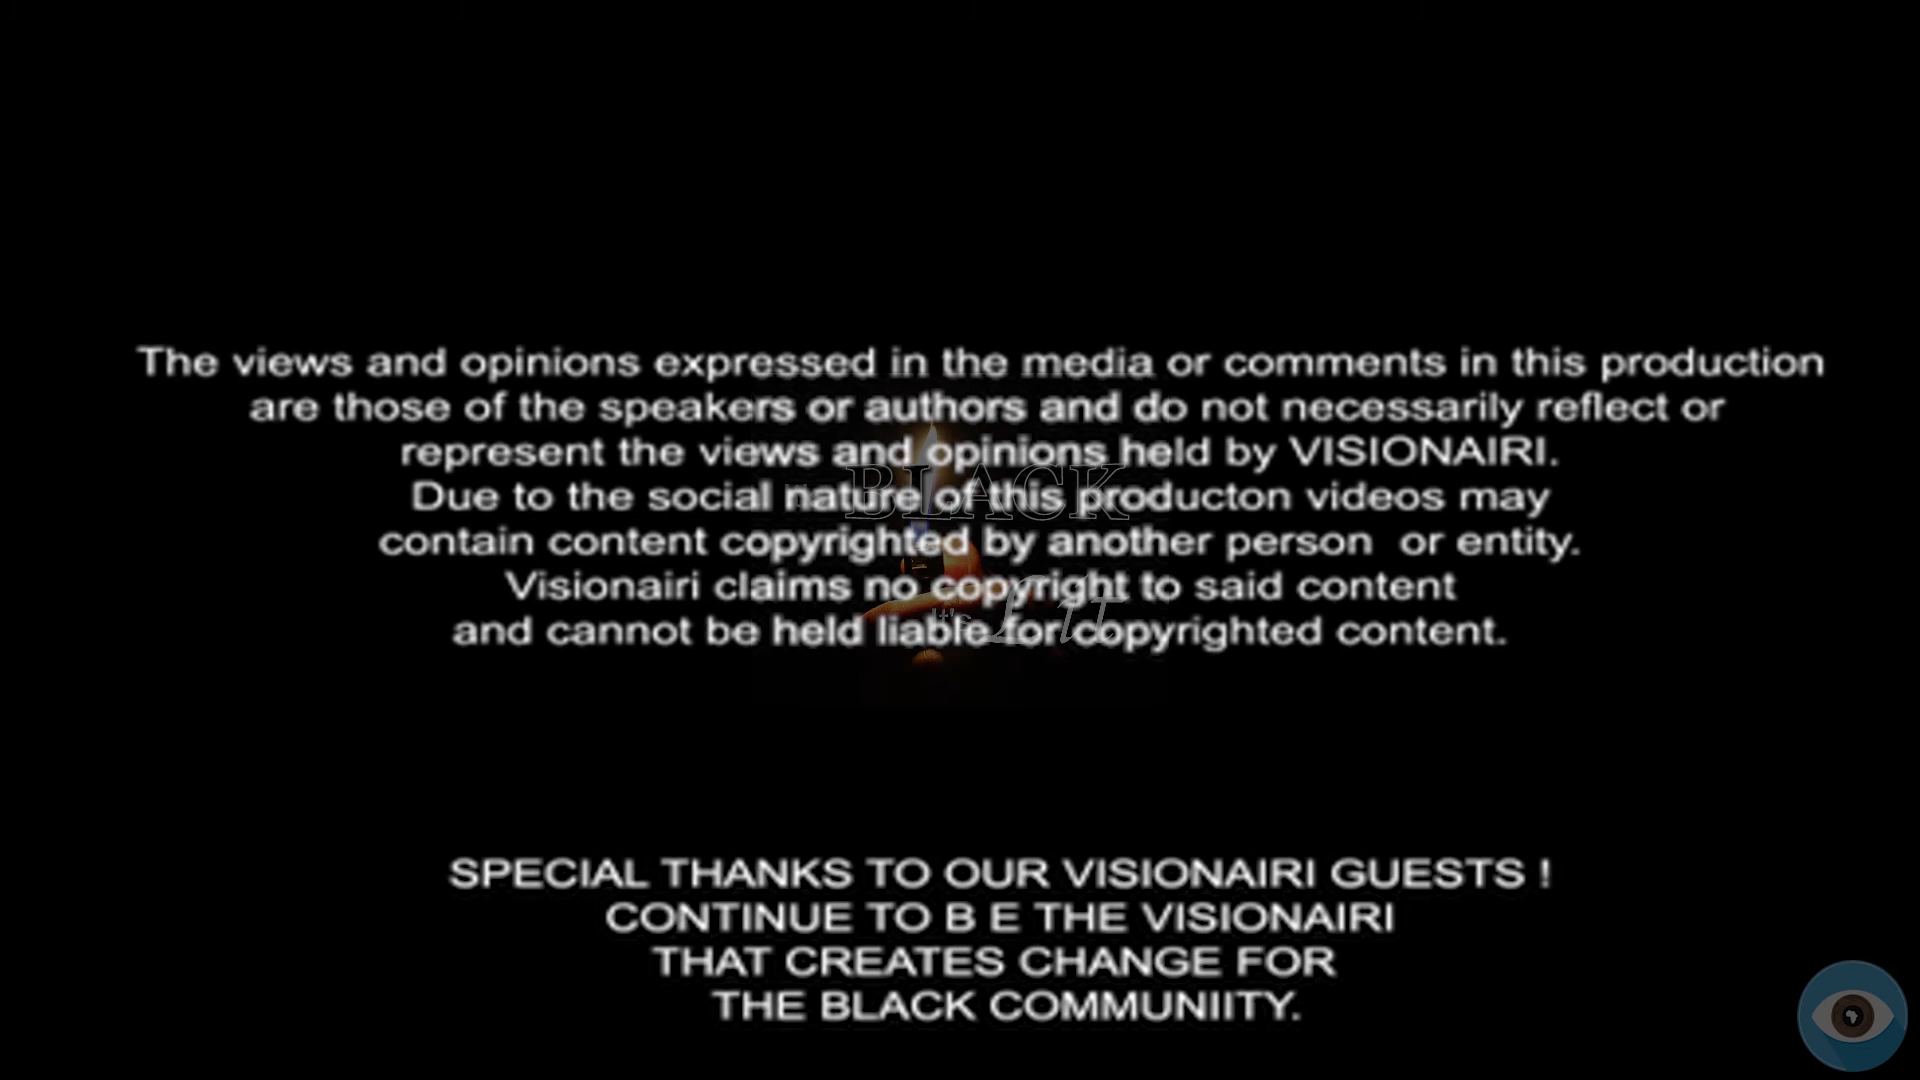 The views and opinions expressed in the media or comments in this production
are those of the speakers or authors and do not necessarily reflect or
represent the views and opinions held by VISIONAIRI.
BLACK
Due to the social nature of this producton videos may
contain content copyrighted by another person or entity.
Visionairi claims no copyright to said content
It's LIT
and cannot be held liable for copyrighted content.
SPECIAL THANKS TO OUR VISIONAIRI GUESTS !
CONTINUE TO B E THE VISIONAIRI
THAT CREATES CHANGE FOR
THE BLACK COMMUNIITY.